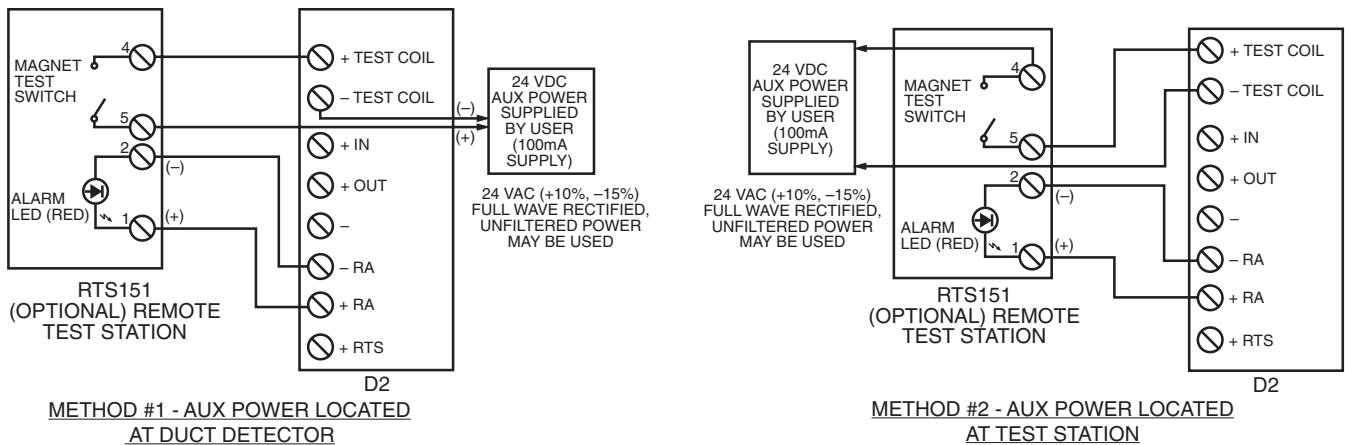 MAGNET
TEST
SWITCH
4
5
2
(–)
ALARM
LED (RED)
1
(+)
RTS151
(OPTIONAL) REMOTE
TEST STATION
+ TEST COIL
– TEST COIL
+ IN
+ OUT
–
– RA
+ RA
+ RTS
D2
(–)
(+)
24 VDC
AUX POWER
SUPPLIED
BY USER
(100mA
SUPPLY)
24 VAC (+10%, –15%)
FULL WAVE RECTIFIED,
UNFILTERED POWER
MAY BE USED
METHOD #1 - AUX POWER LOCATED
AT DUCT DETECTOR
24 VDC
AUX POWER
SUPPLIED
BY USER
(100mA
SUPPLY)
24 VAC (+10%, –15%)
FULL WAVE RECTIFIED,
UNFILTERED POWER
MAY BE USED
4
MAGNET
TEST
SWITCH
5
2
(–)
ALARM
LED (RED)
1
(+)
RTS151
(OPTIONAL) REMOTE
TEST STATION
+ TEST COIL
– TEST COIL
+ IN
+ OUT
–
– RA
+ RA
+ RTS
D2
METHOD #2 - AUX POWER LOCATED
AT TEST STATION